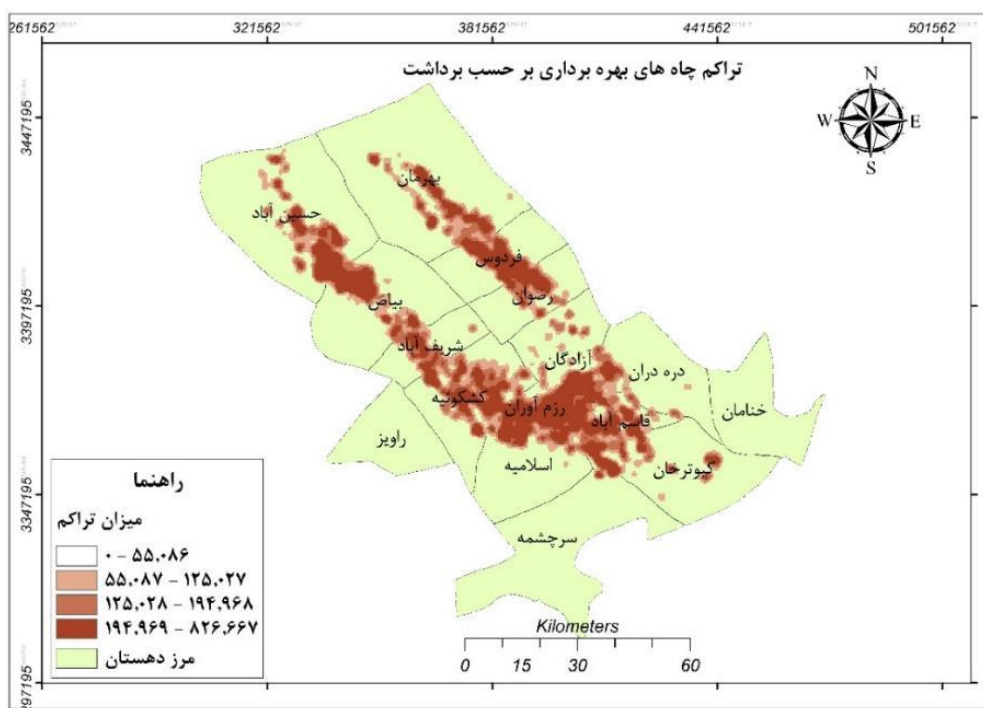 261562 321562 381562 441562 501562
تراکم چاه های بهره برداری بر حسب برداشت
N
W E
S
3447195
3397195
3347195
297195
بهرمان
حسین آباد
فردوس
رضوان
بیاض
شریف آباد
آزادگان
دره دران
خنامان
کشکوئیه
رزم آوران
قاسم آباد
راویز
اسلامیه
کبوترخان
سرچشمه
راهنما
میزان تراکم
۰ – ۵۵,۰۸۶
۵۵,۰۸۷ – ۱۲۵,۰۲۷
۱۲۵,۰۲۸ – ۱۹۴,۹۶۸
۱۹۴,۹۶۹ – ۸۲۶,۶۶۷
مرز دهستان
Kilometers
0 15 30 60